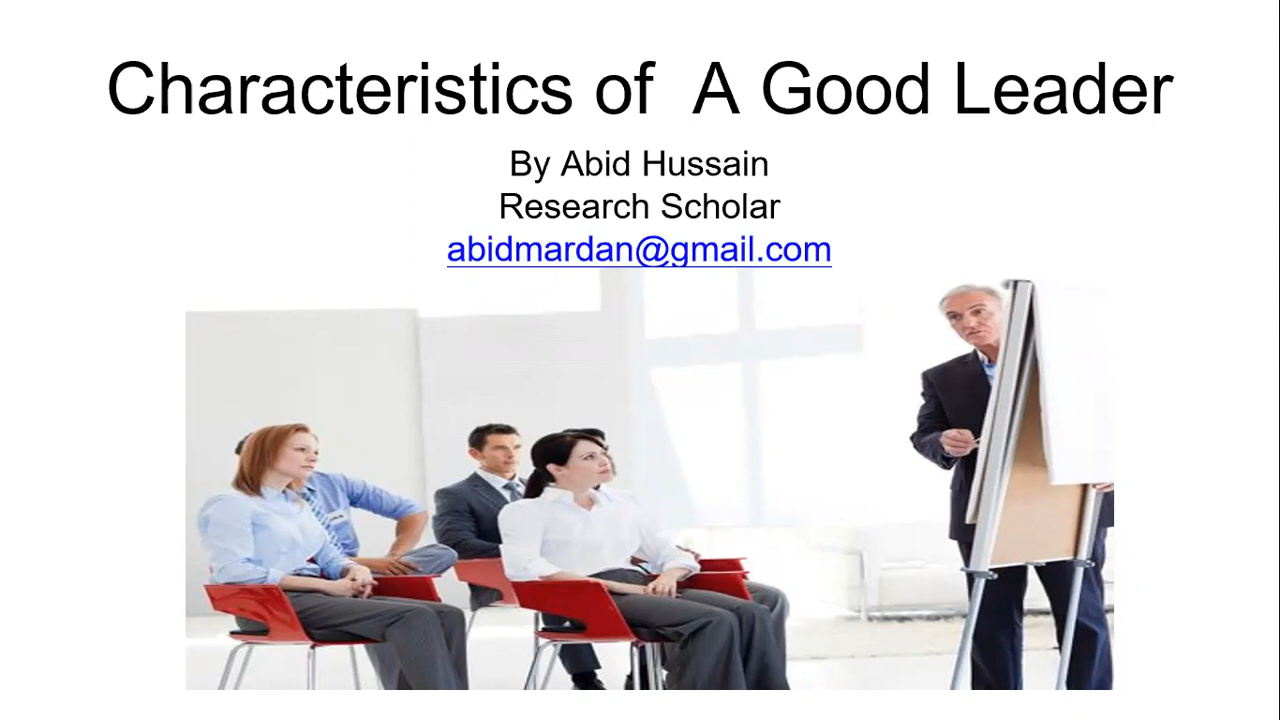 Characteristics of  A Good Leader
By Abid Hussain
Research Scholar
abidmardan@gmail.com